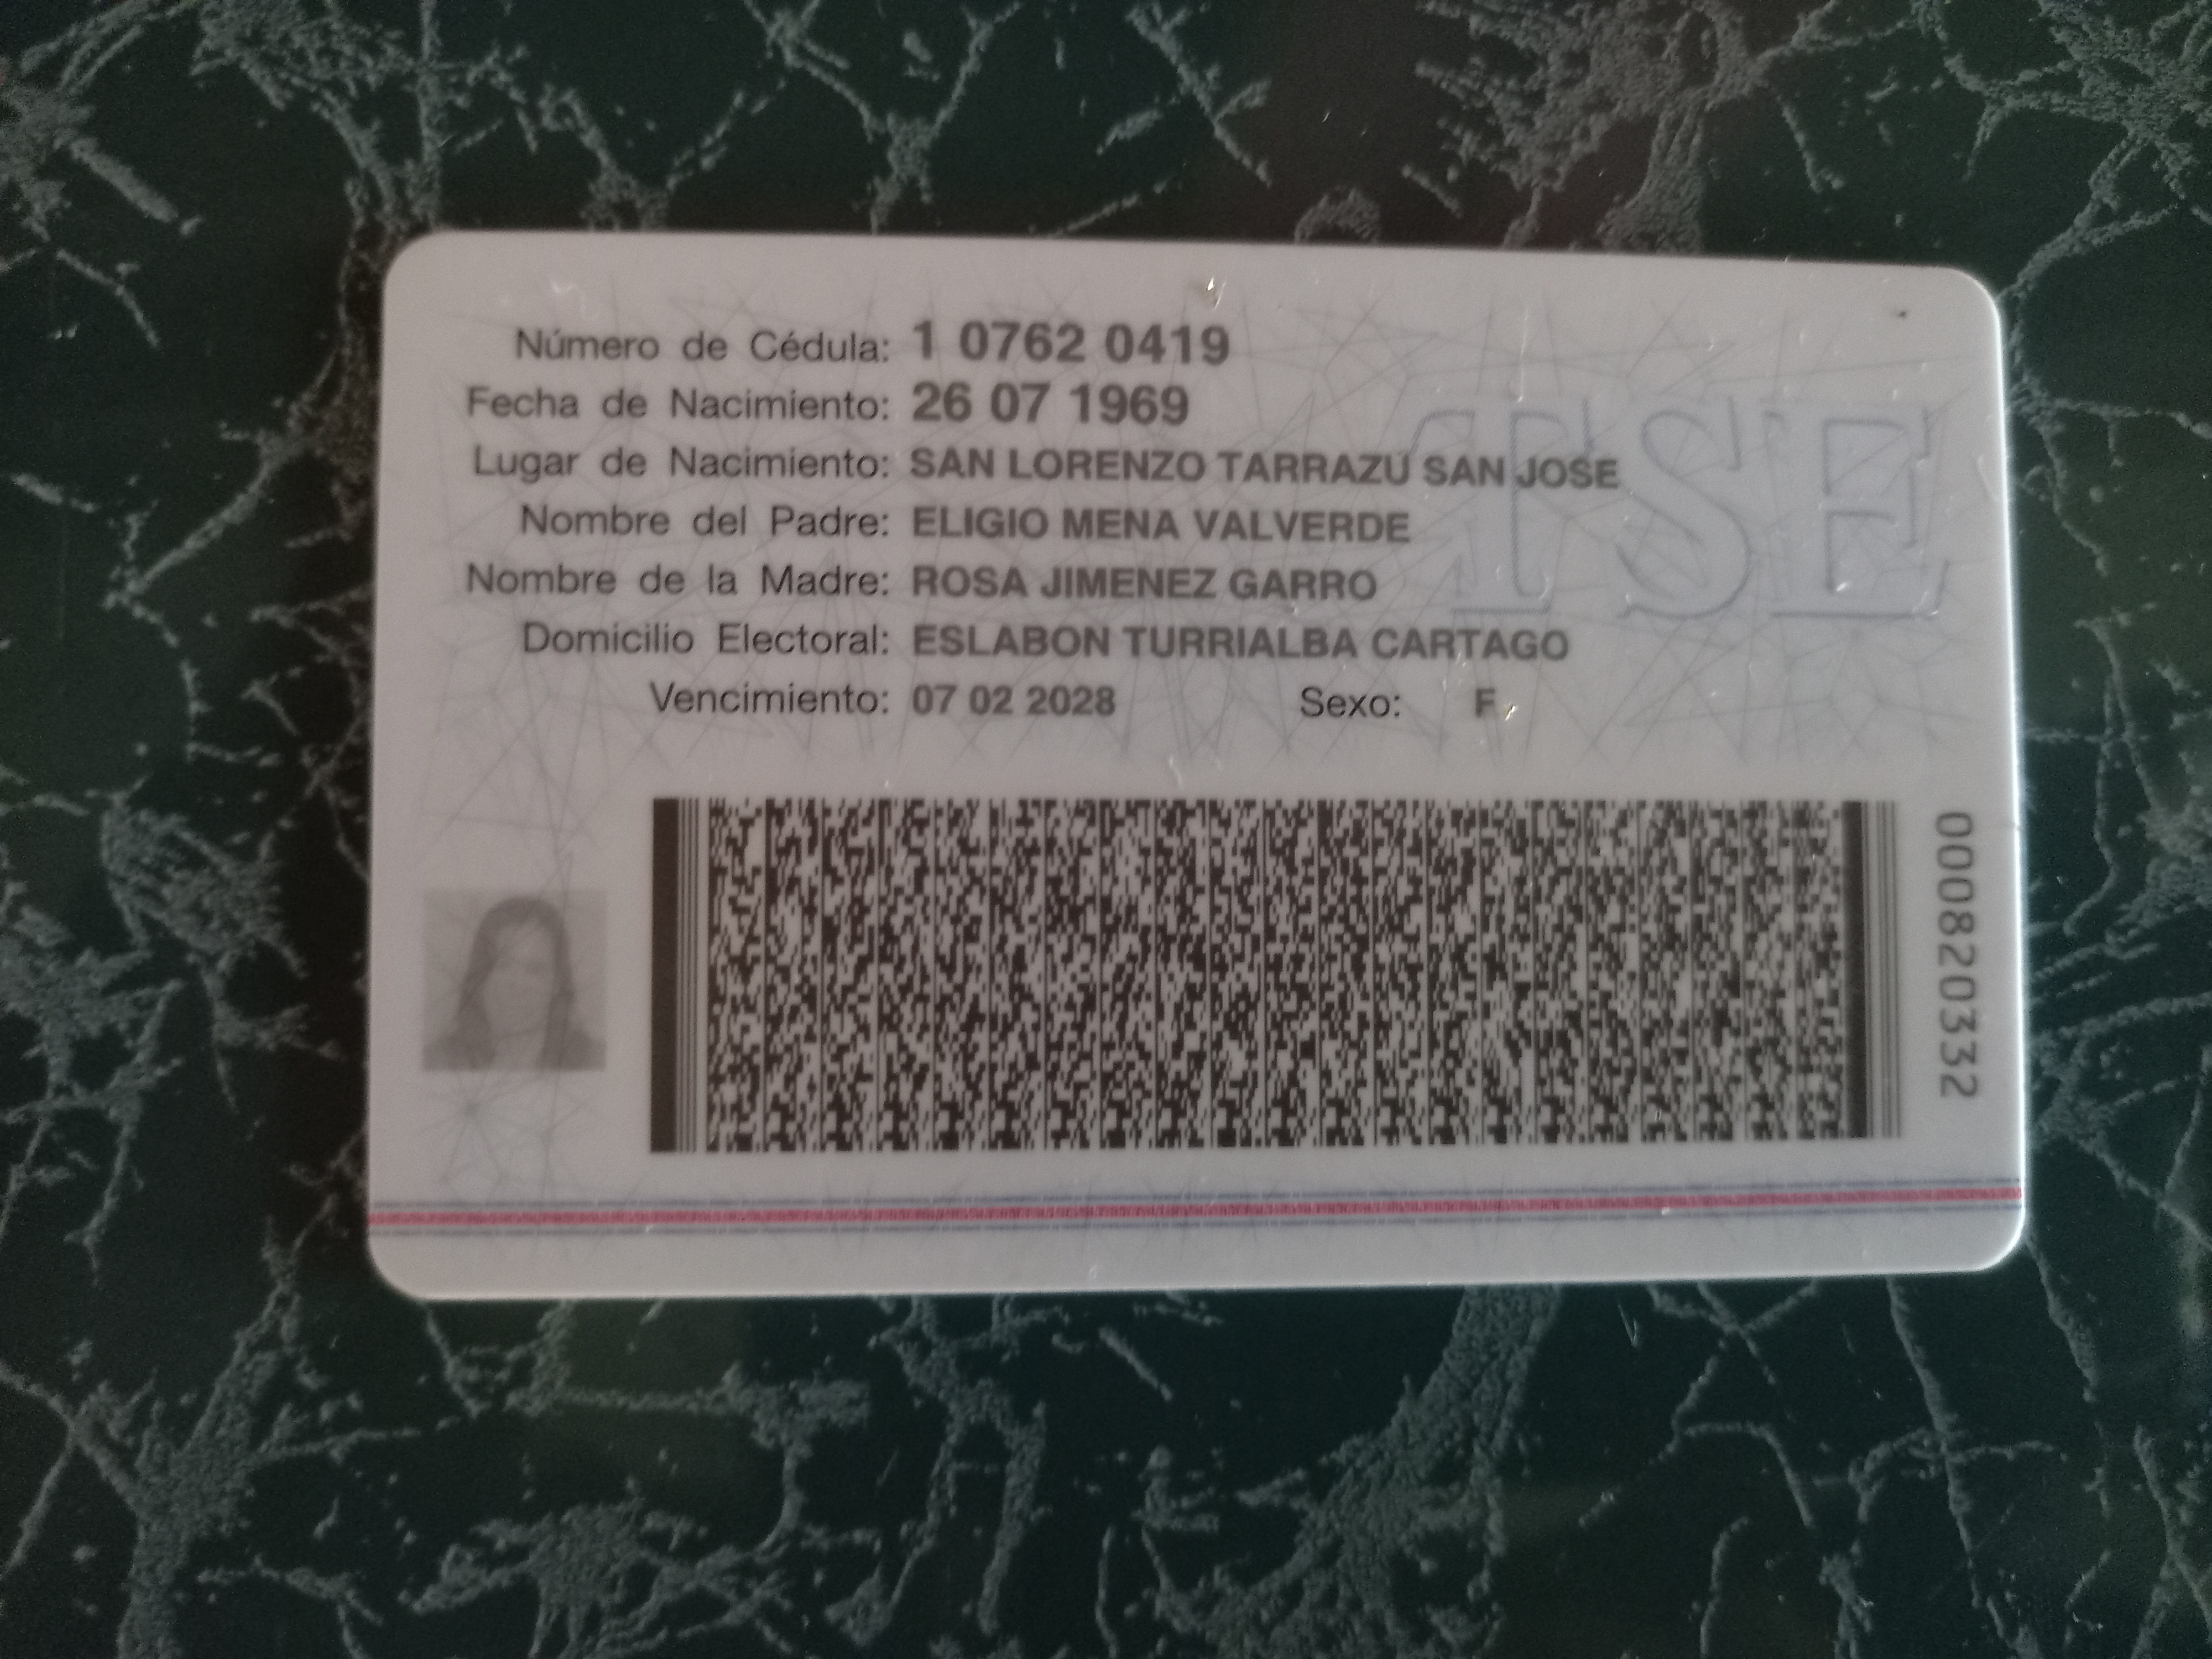 Número de Cédula: 1 0762 0419
Fecha de Nacimiento: 26 07 1969
Lugar de Nacimiento: SAN LORENZO TARRAZU SAN JOSE
Nombre del Padre: ELIGIO MENA VALVERDE
Nombre de la Madre: ROSA JIMENEZ GARRO
Domicilio Electoral: ESLABON TURRIALBA CARTAGO
Vencimiento: 07 02 2028 Sexo: F
TSE
000820332